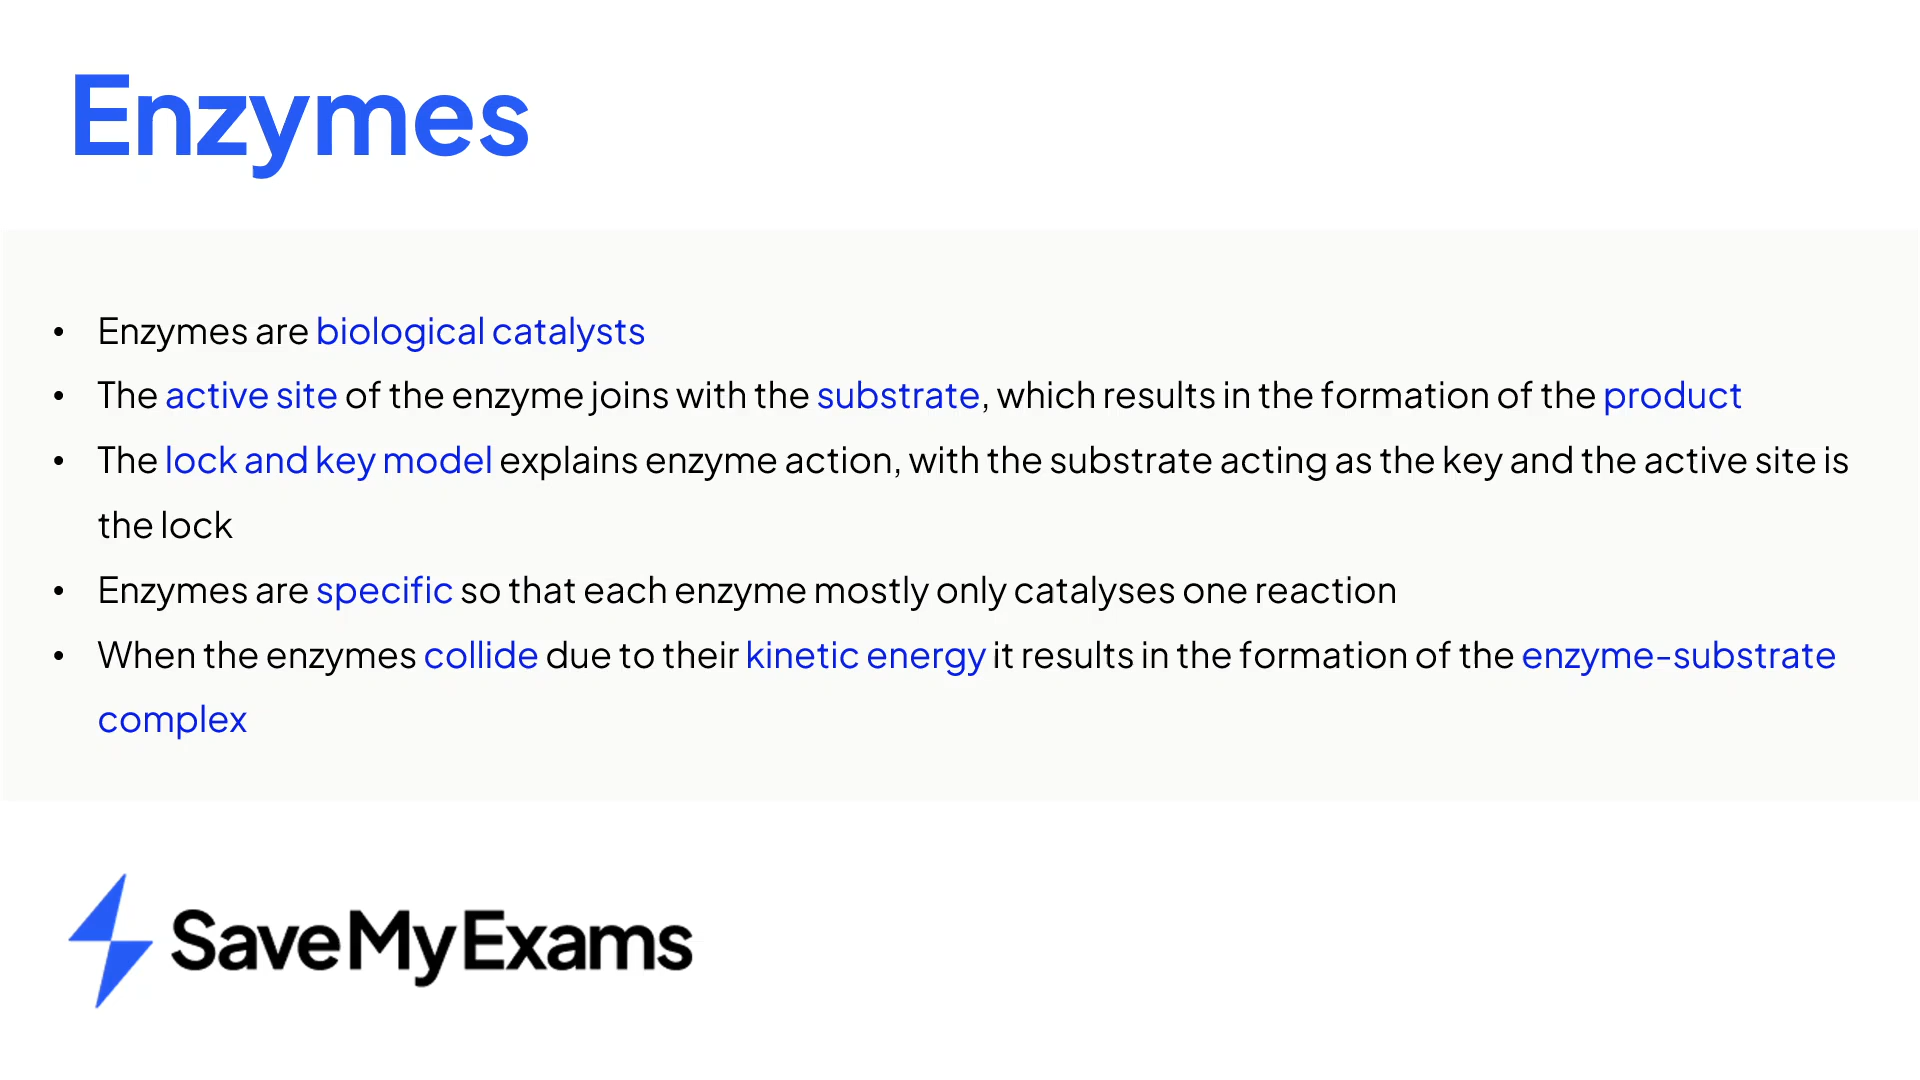 Enzymes
• Enzymes are biological catalysts
• The active site of the enzyme joins with the substrate, which results in the formation of the product
• The lock and key model explains enzyme action, with the substrate acting as the key and the active site is
the lock
• Enzymes are specific so that each enzyme mostly only catalyses one reaction
• When the enzymes collide due to their kinetic energy it results in the formation of the enzyme-substrate
complex
SaveMyExams